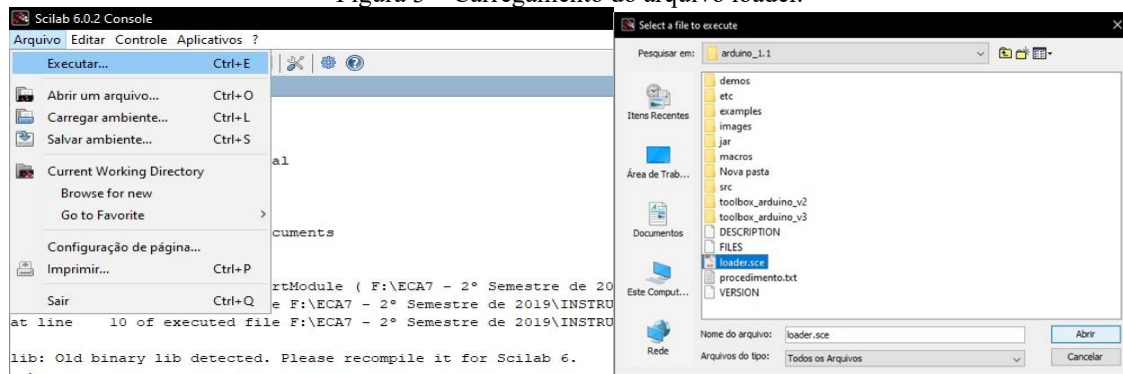 Figura 3 – Carregamento do arquivo loader.
Scilab 6.0.2 Console
Arquivo Editar Controle Aplicativos ?
Executar... Ctrl+E
Abrir um arquivo... Ctrl+O
Carregar ambiente... Ctrl+L
Salvar ambiente... Ctrl+S
al
Current Working Directory
Browse for new
Go to Favorite >
cuments
Configuração de página...
Imprimir... Ctrl+P
rtModule ( F:\ECA7 - 2º Semestre de 20
Sair Ctrl+Q
e F:\ECA7 - 2º Semestre de 2019\INSTRU
at line 10 of executed file F:\ECA7 - 2º Semestre de 2019\INSTRU
lib: Old binary lib detected. Please recompile it for Scilab 6.
Select a file to execute
Pesquisar em: arduino_1.1
Itens Recentes
Área de Trab...
Documentos
Este Comput...
Rede
demos
etc
examples
images
jar
macros
Nova pasta
src
toolbox_arduino_v2
toolbox_arduino_v3
DESCRIPTION
FILES
loader.sce
procedimento.txt
VERSION
Nome do arquivo: loader.sce Abrir
Arquivos do tipo: Todos os Arquivos Cancelar